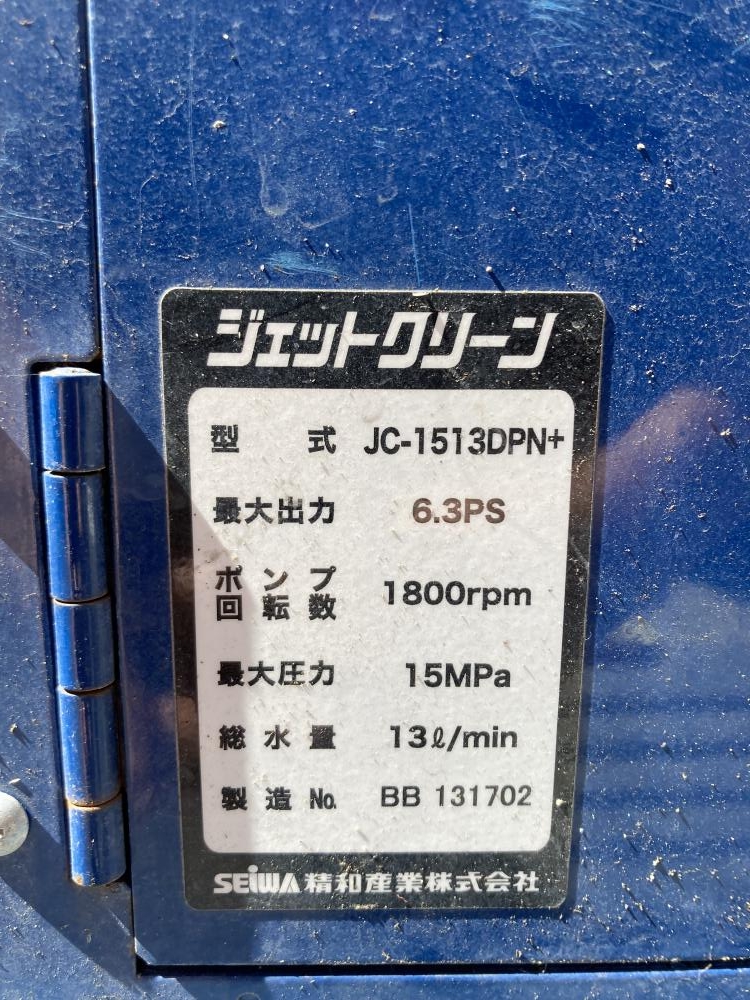 ジェットクリーン
型式 JC-1513DPN+
最大出力 6.3PS
ポンプ
回転数 1800rpm
最大圧力 15MPa
総水量 13ℓ/min
製造No. BB 131702
SEiWA 精和産業株式会社